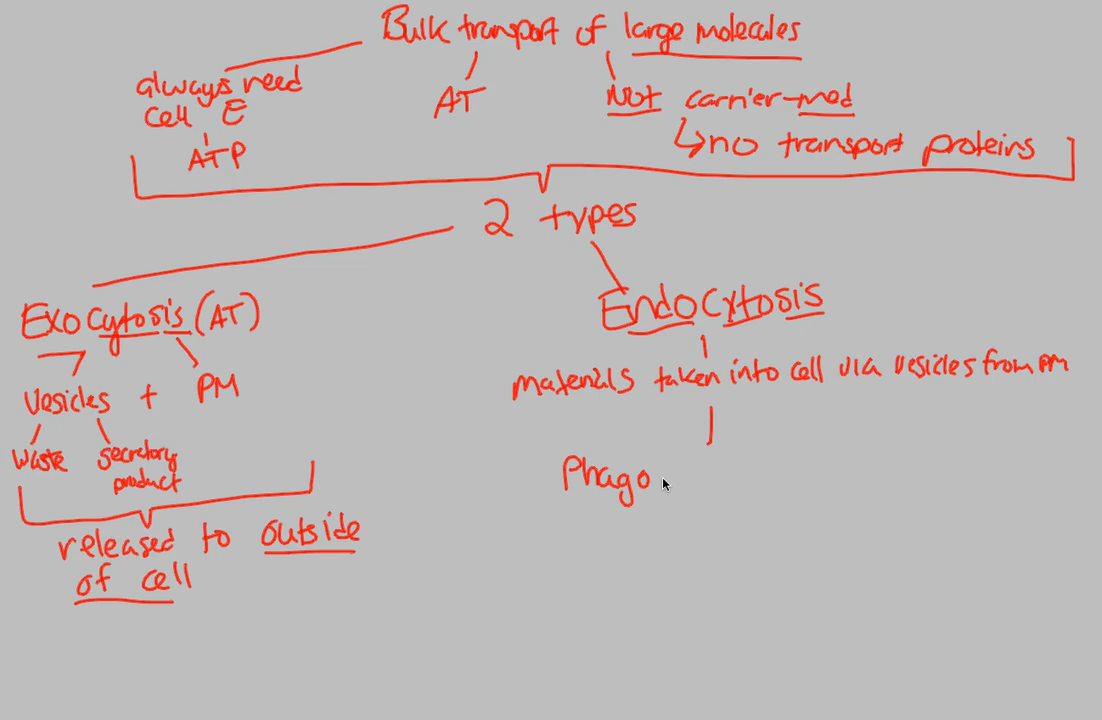 Bulk transport of large molecules
always need
cell E
ATP
AT
Not carrier-med
↳no transport proteins
2 types
Exocytosis (AT)
Vesicles + PM
waste secretory
product
released to outside
of cell
Endocytosis
materials taken into cell via vesicles from PM
Phago